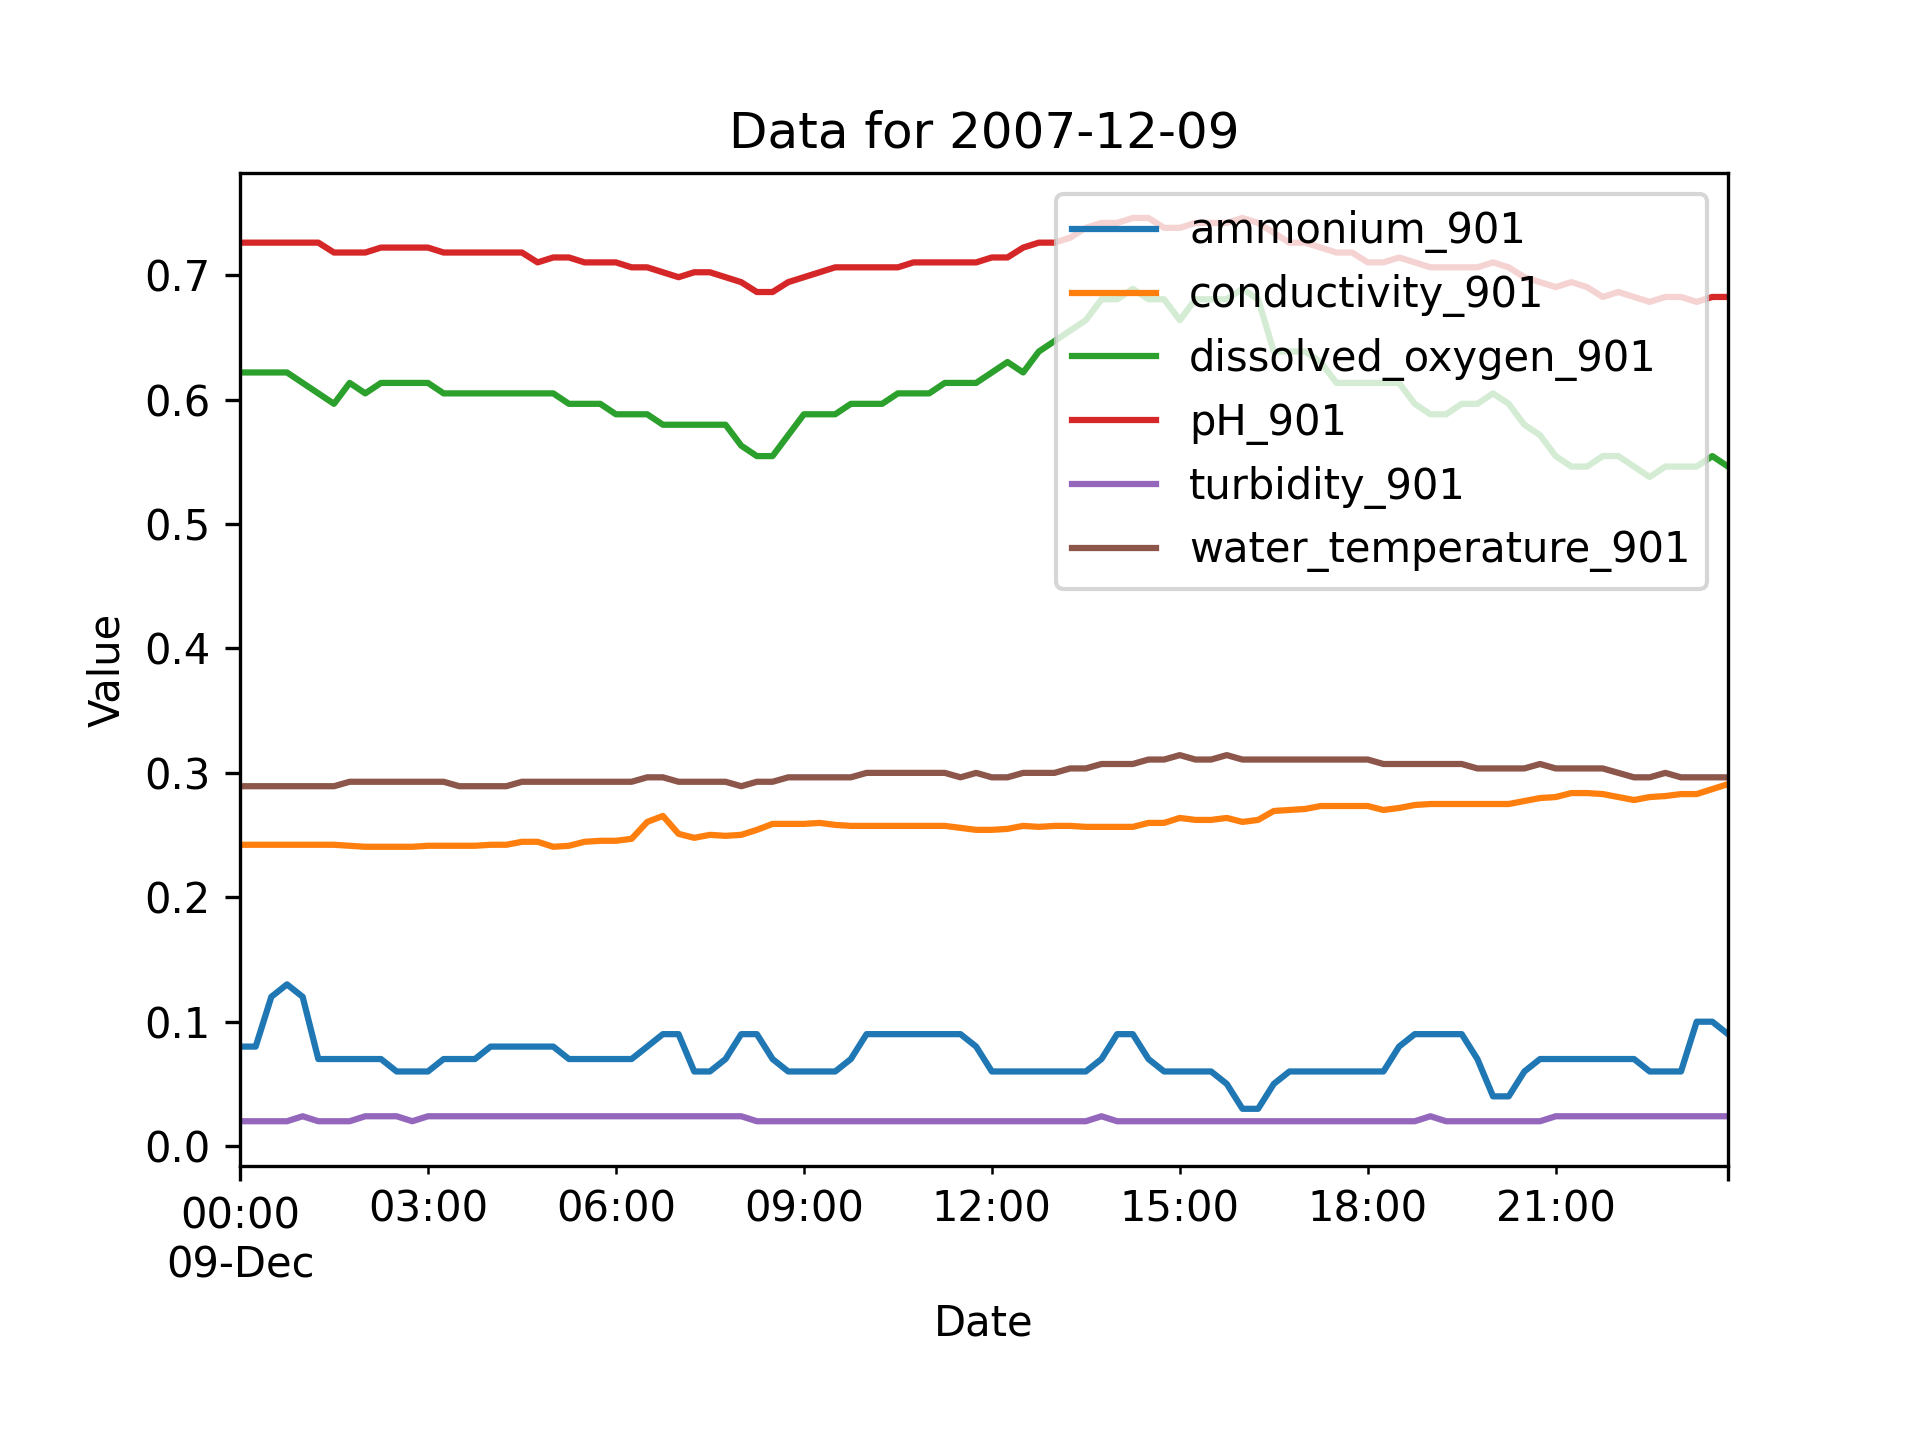 Data for 2007-12-09
ammonium_901
conductivity_901
dissolved_oxygen_901
pH_901
turbidity_901
water_temperature_901
Value
0.7
0.6
0.5
0.4
0.3
0.2
0.1
0.0
00:00 03:00 06:00 09:00 12:00 15:00 18:00 21:00
09-Dec
Date